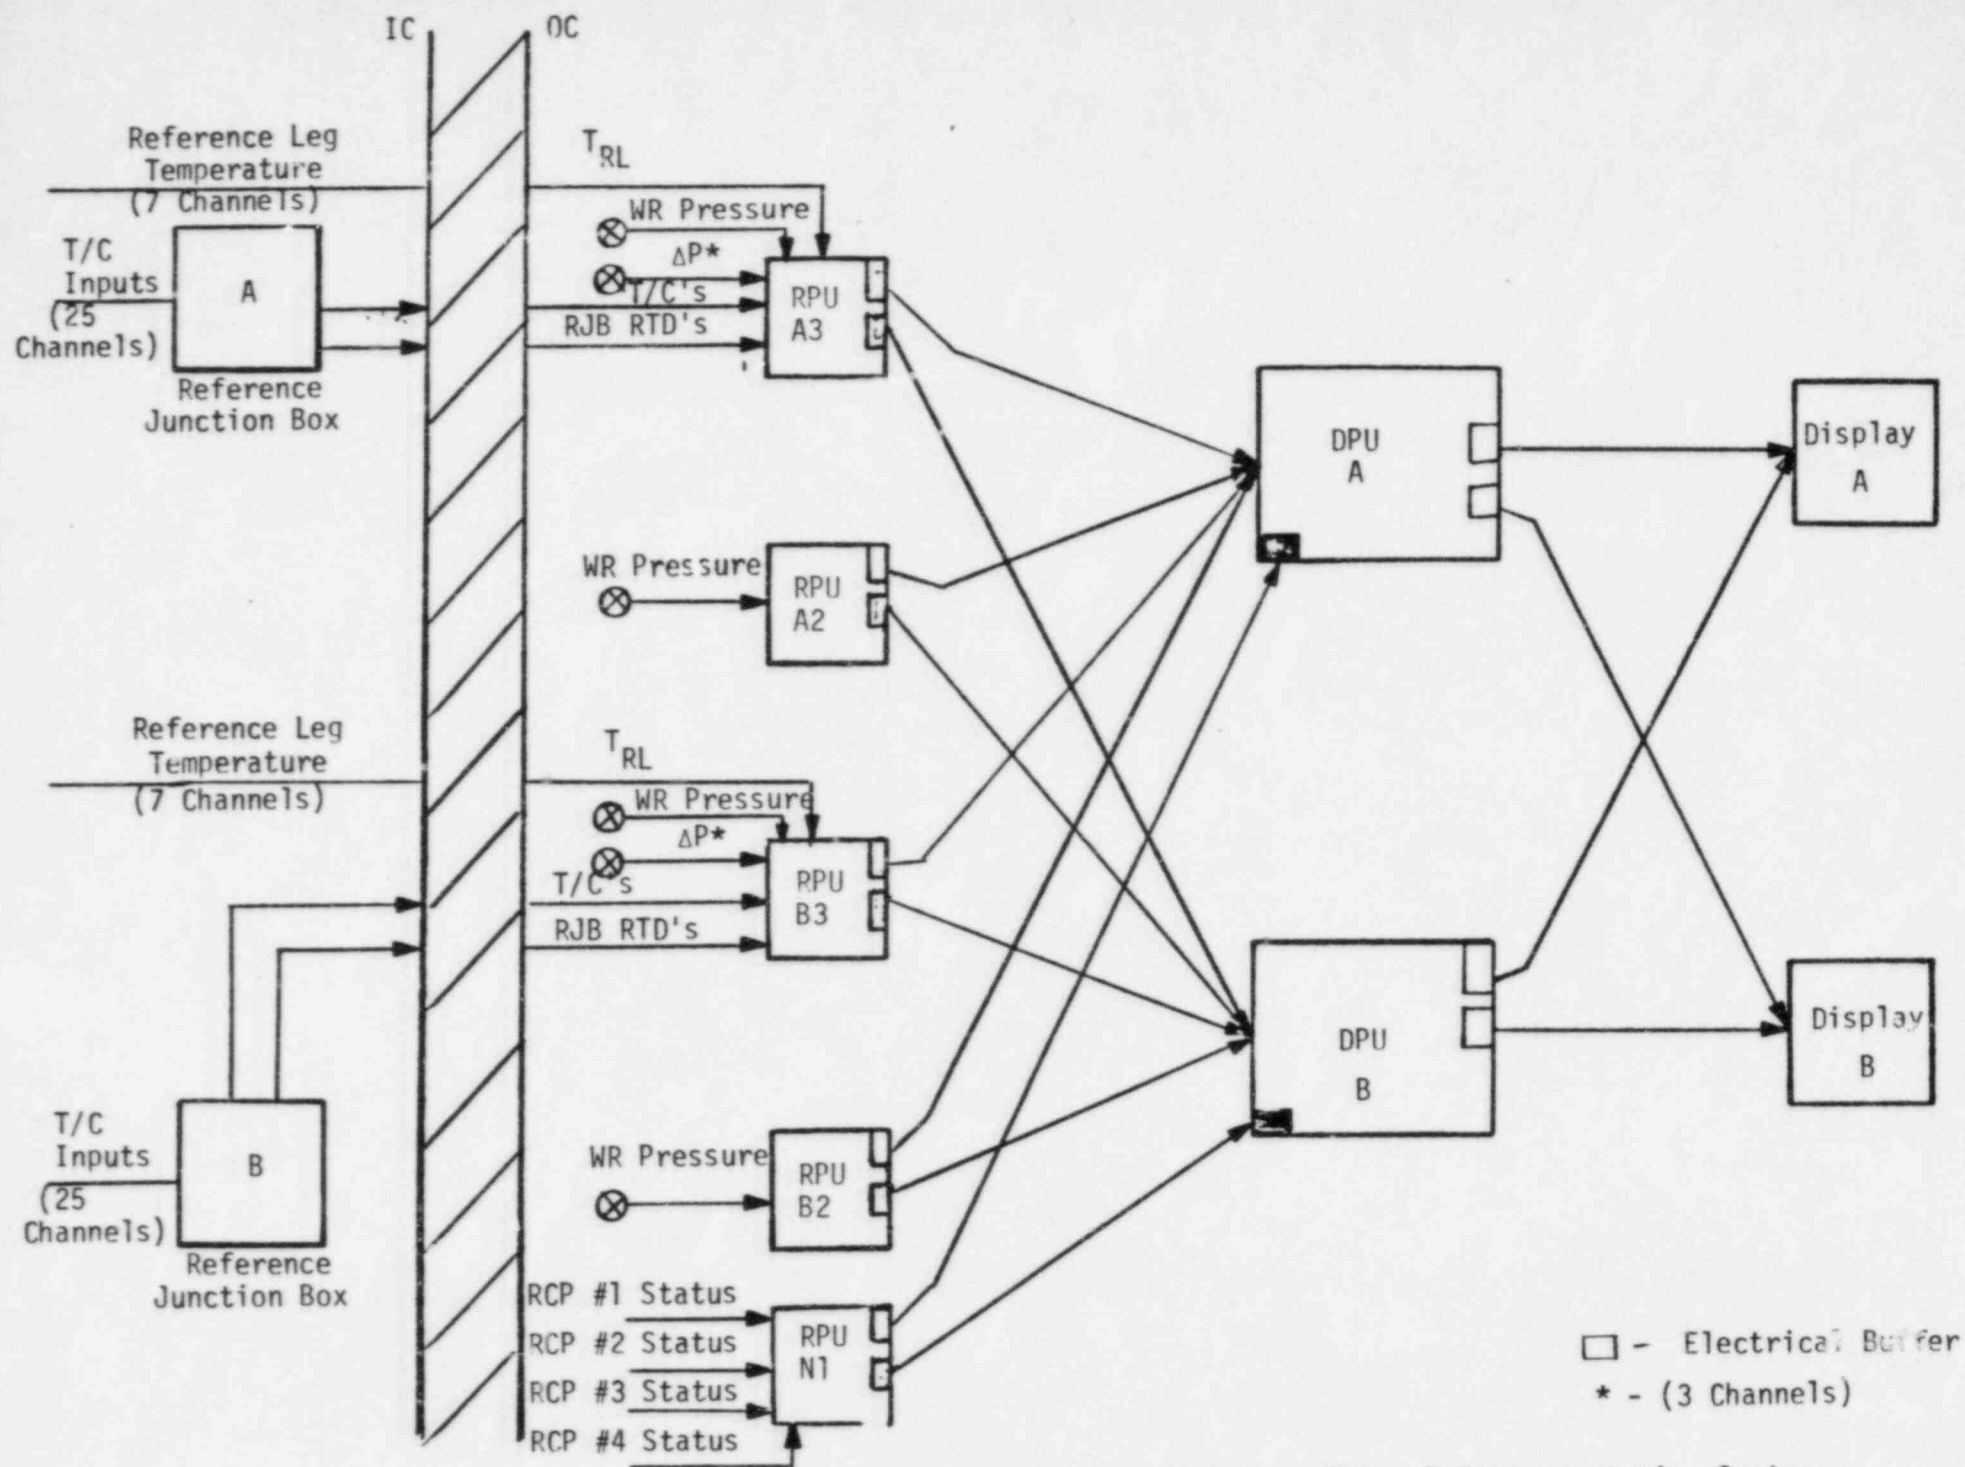 IC
OC
Reference Leg
Temperature
(7 Channels)
T/C
Inputs
(25
Channels)
A
Reference
Junction Box
TRL
WR Pressure
ΔP*
T/C's
RJB RTD's
RPU
A3
WR Pressure
RPU
A2
DPU
A
Display
A
Reference Leg
Temperature
(7 Channels)
TRL
WR Pressure
ΔP*
T/C's
RJB RTD's
RPU
B3
DPU
B
Display
B
T/C
Inputs
(25
Channels)
B
Reference
Junction Box
WR Pressure
RPU
B2
RCP #1 Status
RCP #2 Status
RCP #3 Status
RCP #4 Status
RPU
N1
- Electrical Buffer
* - (3 Channels)